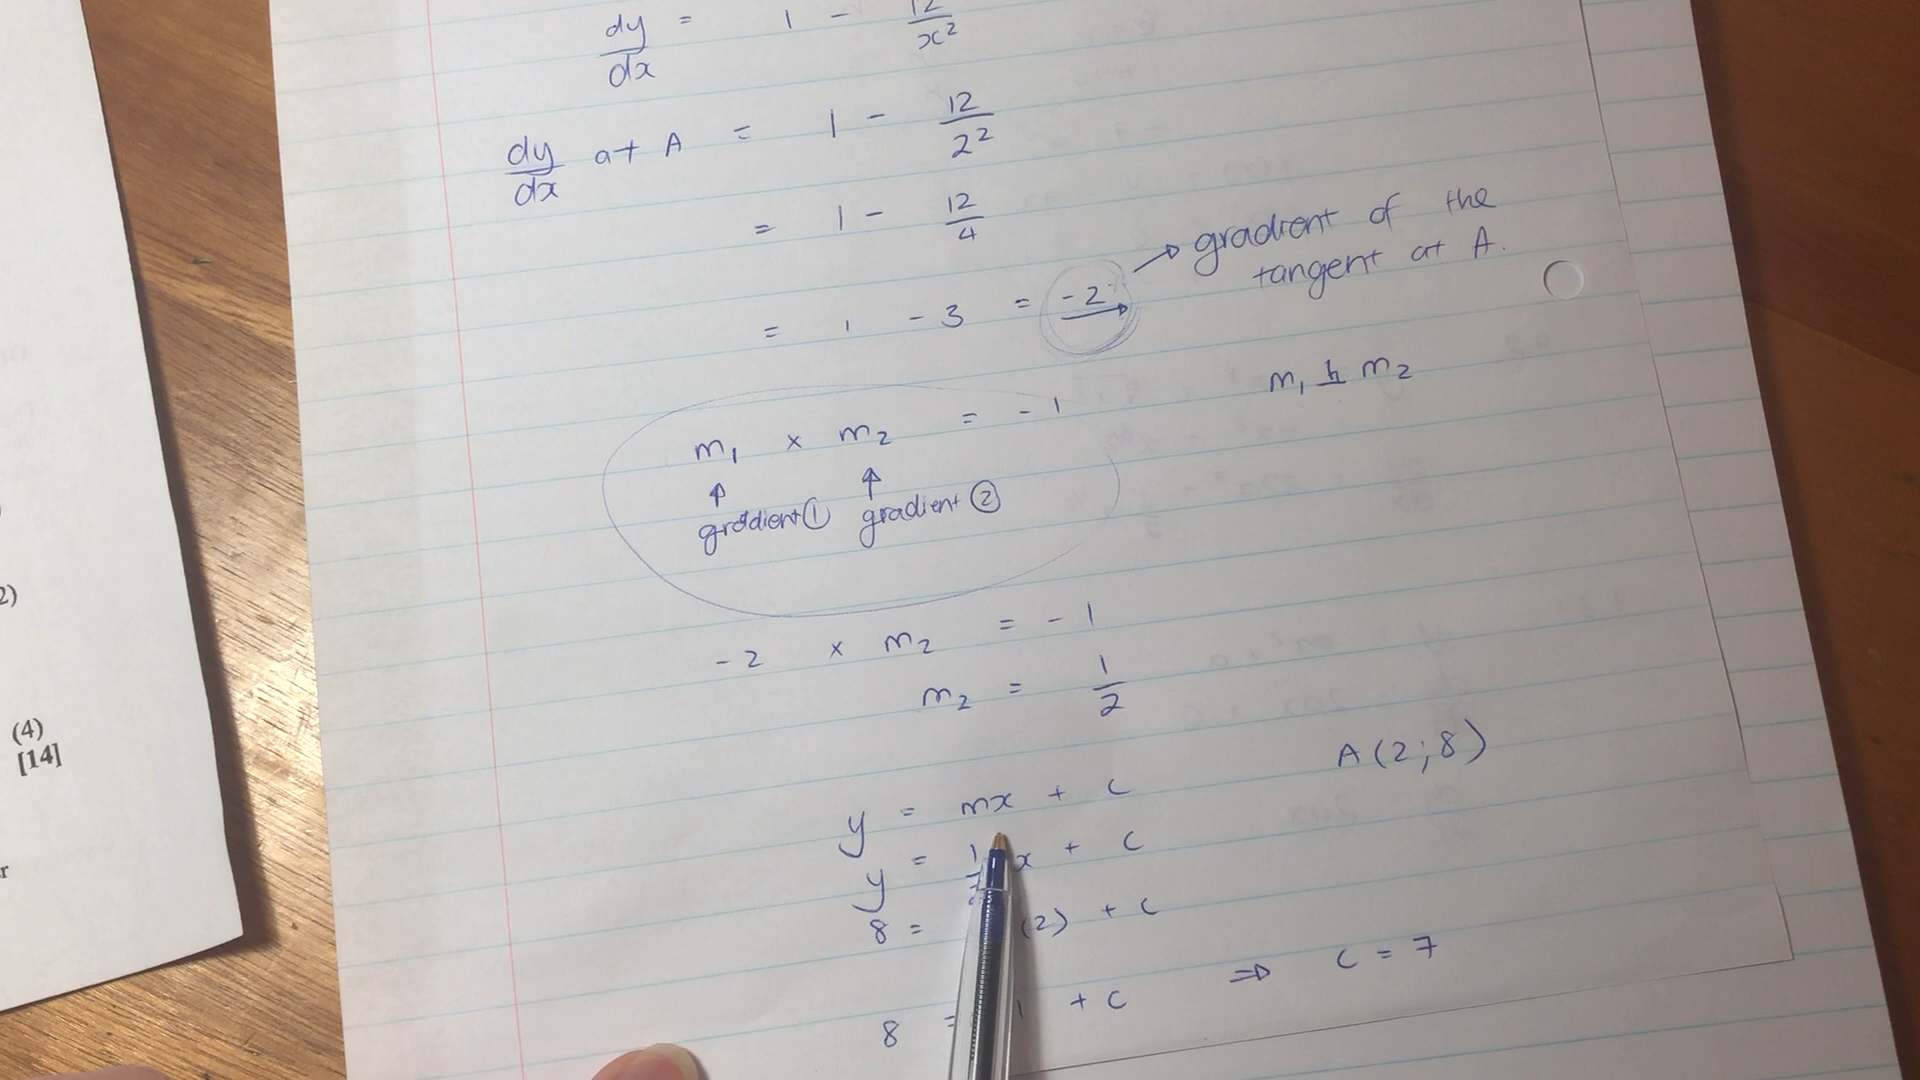 dy/dx = 1 - 12/x²
dy/dx at A = 1 - 12/2²
= 1 - 12/4
= 1 - 3 = -2 → gradient of the
tangent at A.
m₁ ⊥ m₂
m₁ × m₂ = -1
↑ ↑
gradient ① gradient ②
-2 × m₂ = -1
m₂ = 1/2
A(2;8)
y = mx + c
y = 1/2 x + c
8 = (2) + c
8 = 1 + c ⇒ c = 7
2)
(4)
[14]
r